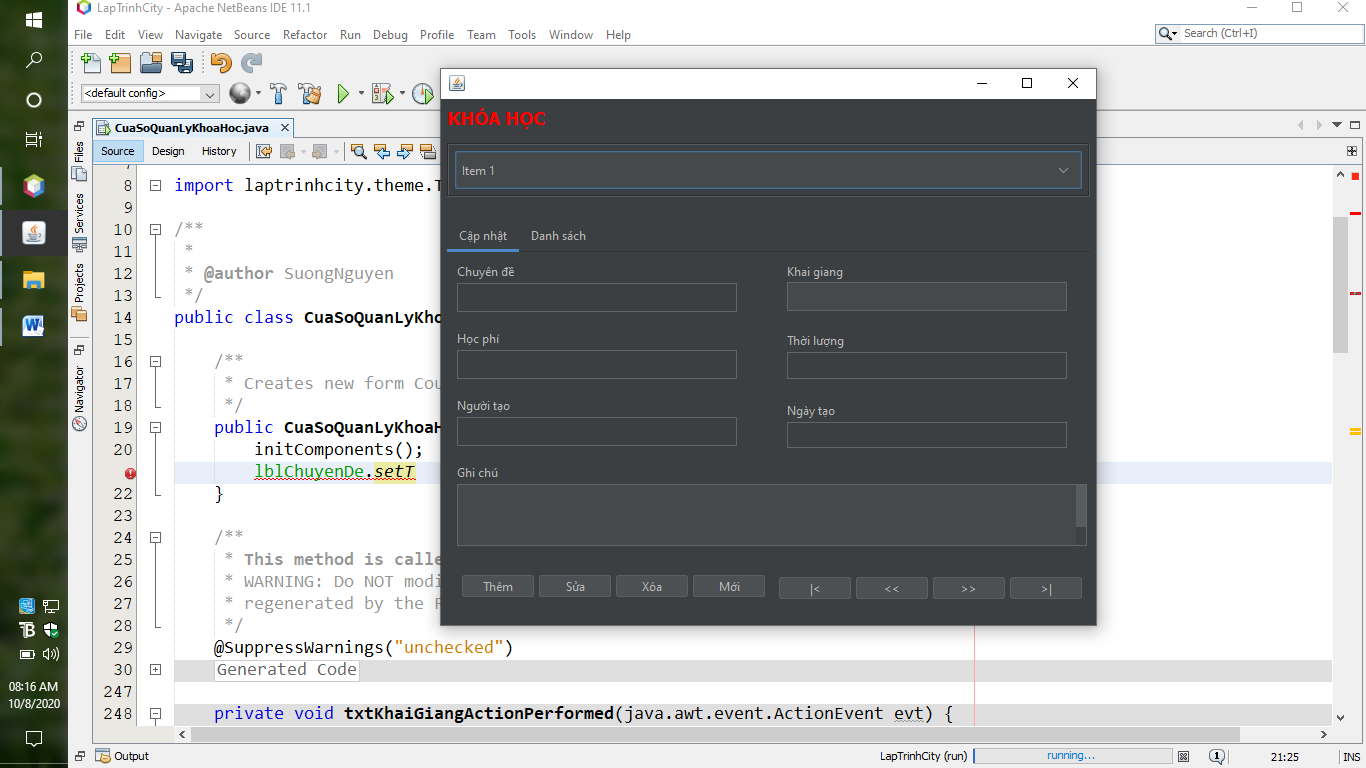 LapTrinhCity - Apache NetBeans IDE 11.1
File Edit View Navigate Source Refactor Run Debug Profile Team Tools Window Help
Search (Ctrl+I)
<default config>
CuaSoQuanLyKhoaHoc.java
Source Design History
Files
Services
Projects
Navigator
8 import laptrinhcity.theme.
9
10 /**
11 *
12 * @author SuongNguyen
13 */
14 public class CuaSoQuanLyKho
15
16 /**
17 * Creates new form Cou
18 */
19 public CuaSoQuanLyKhoa
20 initComponents();
lblChuyenDe.setT
22 }
23
24 /**
25 * This method is calle
26 * WARNING: Do NOT modi
27 * regenerated by the
28 */
29 @SuppressWarnings("unchecked")
30 Generated Code
247
248 private void txtKhaiGiangActionPerformed(java.awt.event.ActionEvent evt) {
KHÓA HỌC
Item 1
Cập nhật Danh sách
Chuyên đề Khai giang
Học phí Thời lượng
Người tạo Ngày tạo
Ghi chú
Thêm Sửa Xóa Mới |< << >> >|
Output
LapTrinhCity (run) running... 1 21:25 INS
08:16 AM
10/8/2020